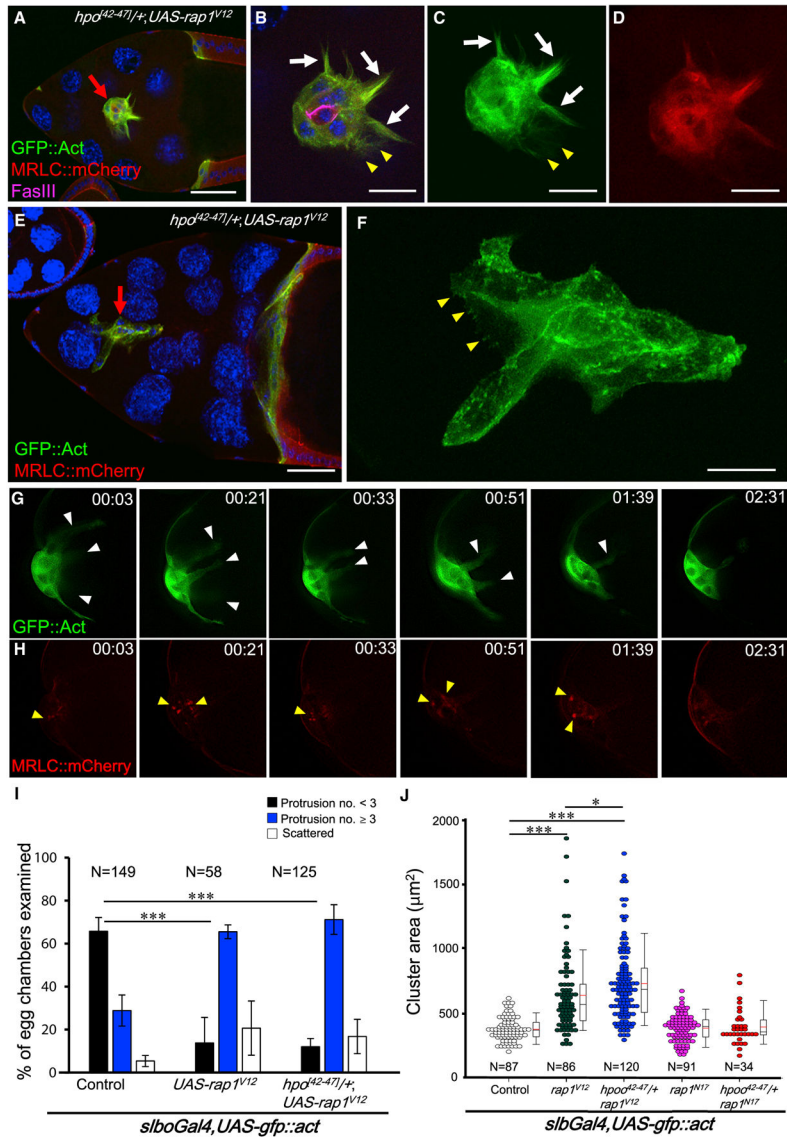 A
hpo[42-47]/+;UAS-rap1V12
GFP::Act
MRLC::mCherry
FasIII
B
C
D
E
hpo[42-47]/+;UAS-rap1V12
GFP::Act
MRLC::mCherry
F
G
00:03
00:21
00:33
00:51
01:39
02:31
GFP::Act
H
00:03
00:21
00:33
00:51
01:39
02:31
MRLC::mCherry
I
Protrusion no. < 3
Protrusion no. ≥ 3
Scattered
% of egg chambers examined
100
80
60
40
20
0
N=149
N=58
N=125
***
***
Control
UAS-rap1V12
hpo[42-47]/+;
UAS-rap1V12
slboGal4,UAS-gfp::act
J
Cluster area (µm2)
2000
1500
1000
500
0
*
***
***
N=87
N=86
N=120
N=91
N=34
Control
rap1V12
hpoo42-47/+
rap1V12
rap1N17
hpoo42-47/+
rap1N17
slbGal4,UAS-gfp::act